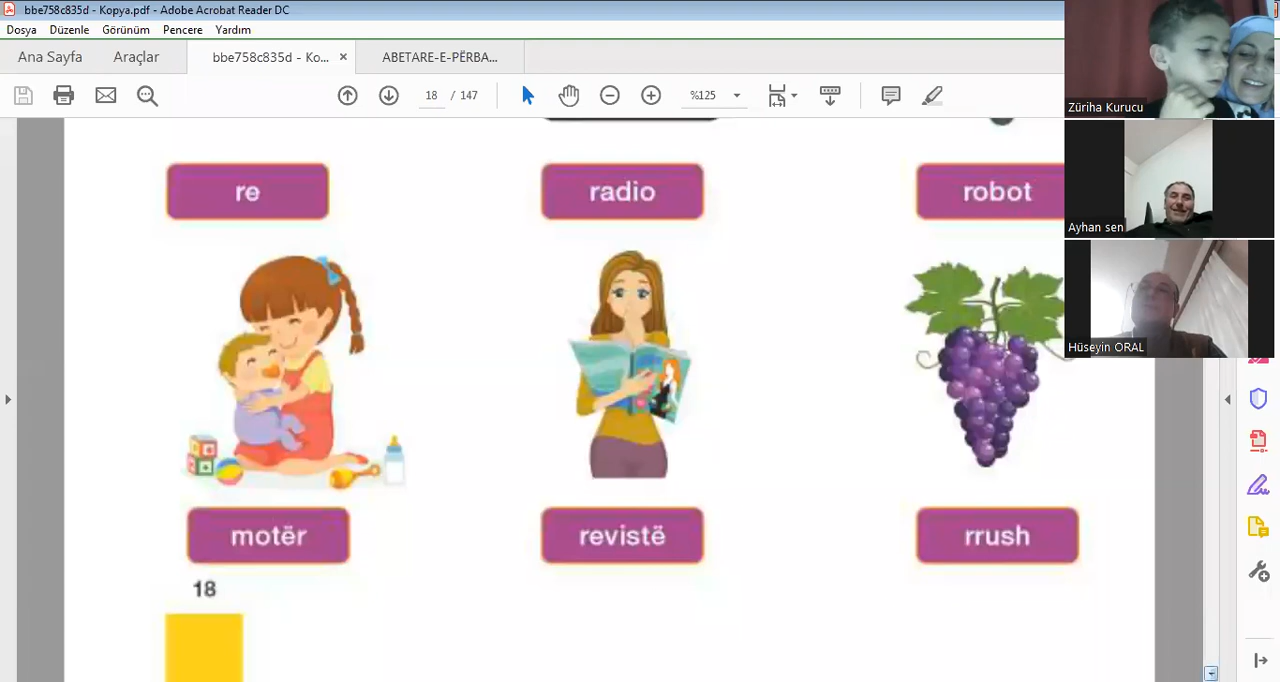 bbe758c835d - Kopya.pdf - Adobe Acrobat Reader DC
Dosya Düzenle Görünüm Pencere Yardım
Ana Sayfa Araçlar bbe758c835d - Ko... × ABETARE-E-PËRBA...
18 / 147 %125
Zürıha Kurucu
Ayhan sen
Hüseyin ORAL
re radio robot
motër revistë rrush
18